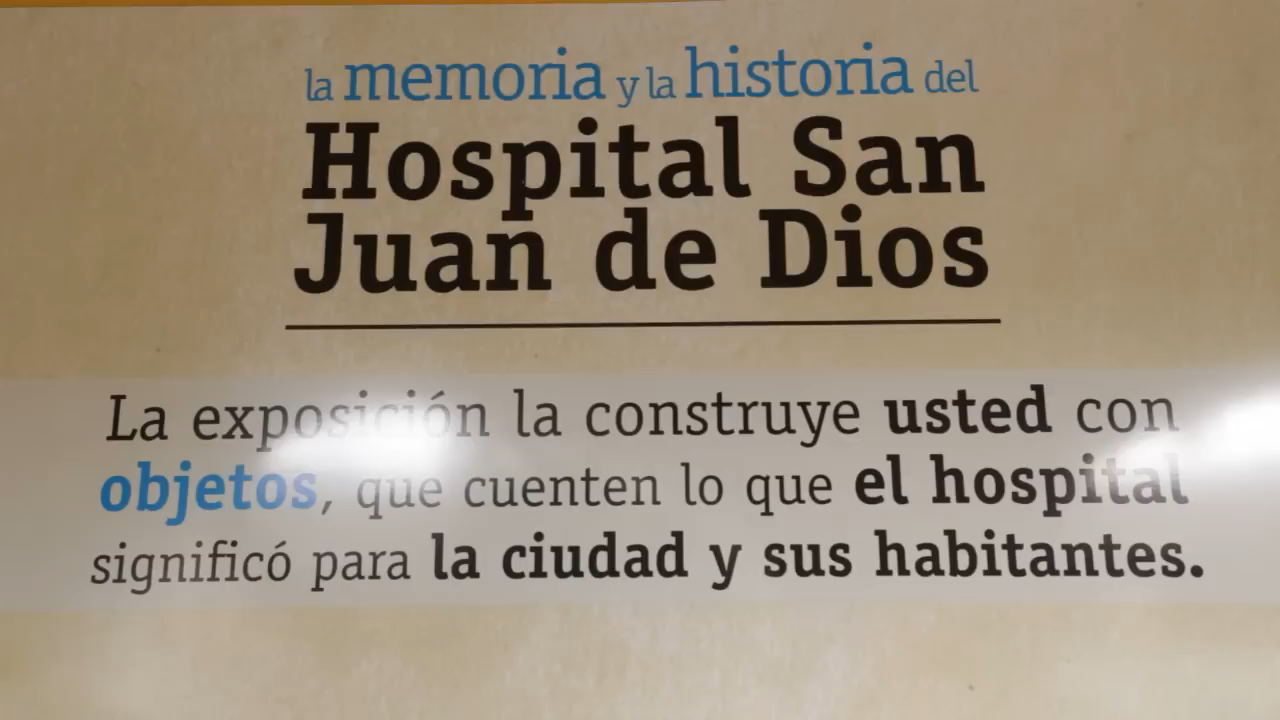 la memoria y la historia del
Hospital San
Juan de Dios
La exposición la construye usted con
objetos, que cuenten lo que el hospital
significó para la ciudad y sus habitantes.